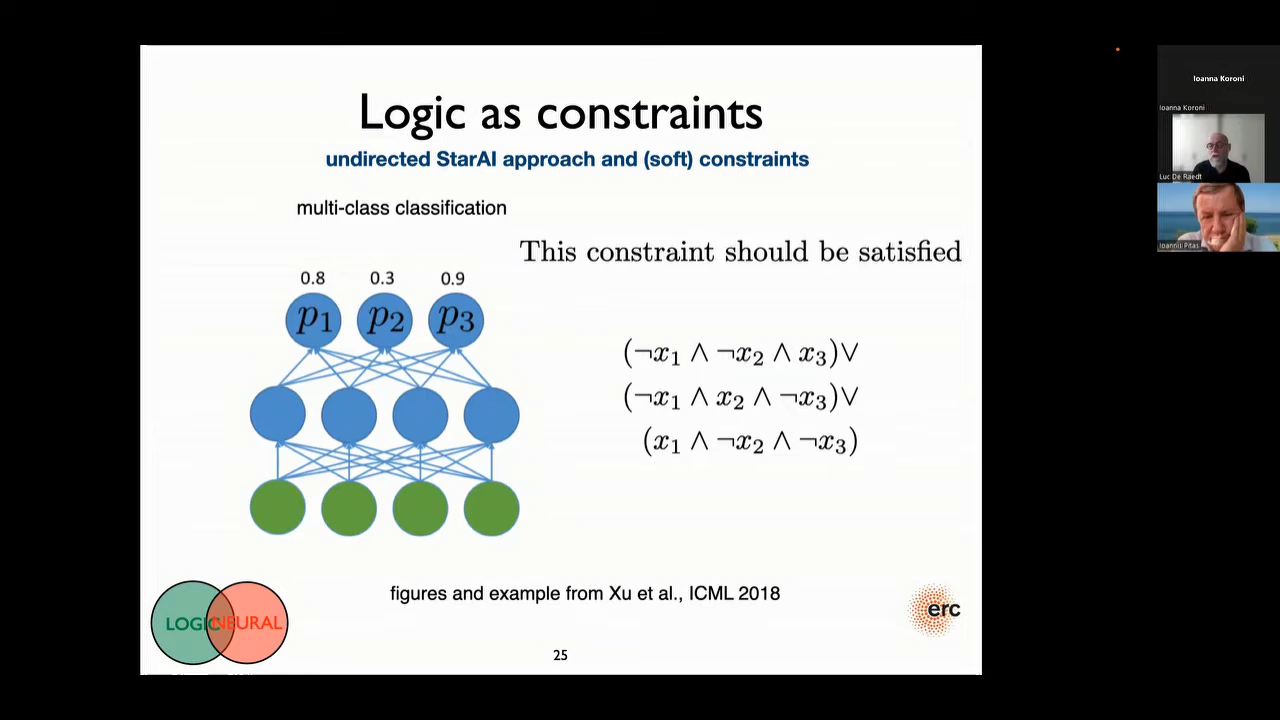 Logic as constraints
undirected StarAI approach and (soft) constraints
multi-class classification
This constraint should be satisfied
0.8 0.3 0.9
p1 p2 p3
(¬x1 ∧ ¬x2 ∧ x3)∨
(¬x1 ∧ x2 ∧ ¬x3)∨
(x1 ∧ ¬x2 ∧ ¬x3)
figures and example from Xu et al., ICML 2018
LOGIC NEURAL
erc
25
Ioanna Koroni
Ioanna Koroni
Luc De Raedt
Ioannis Pitas